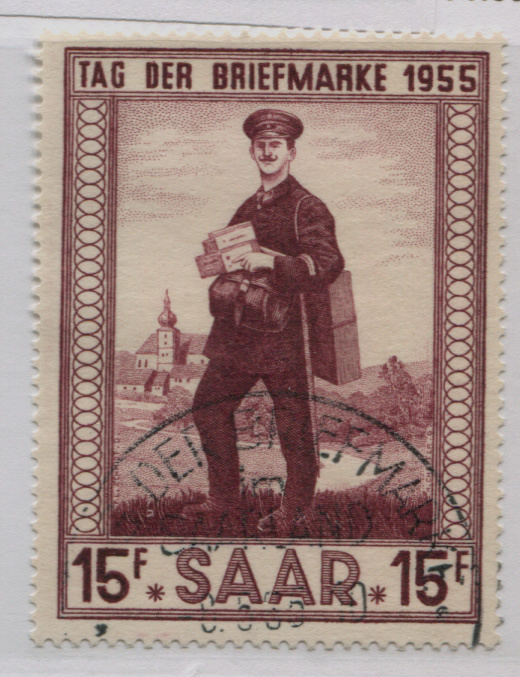 TAG DER BRIEFMARKE 1955
15F * SAAR * 15F